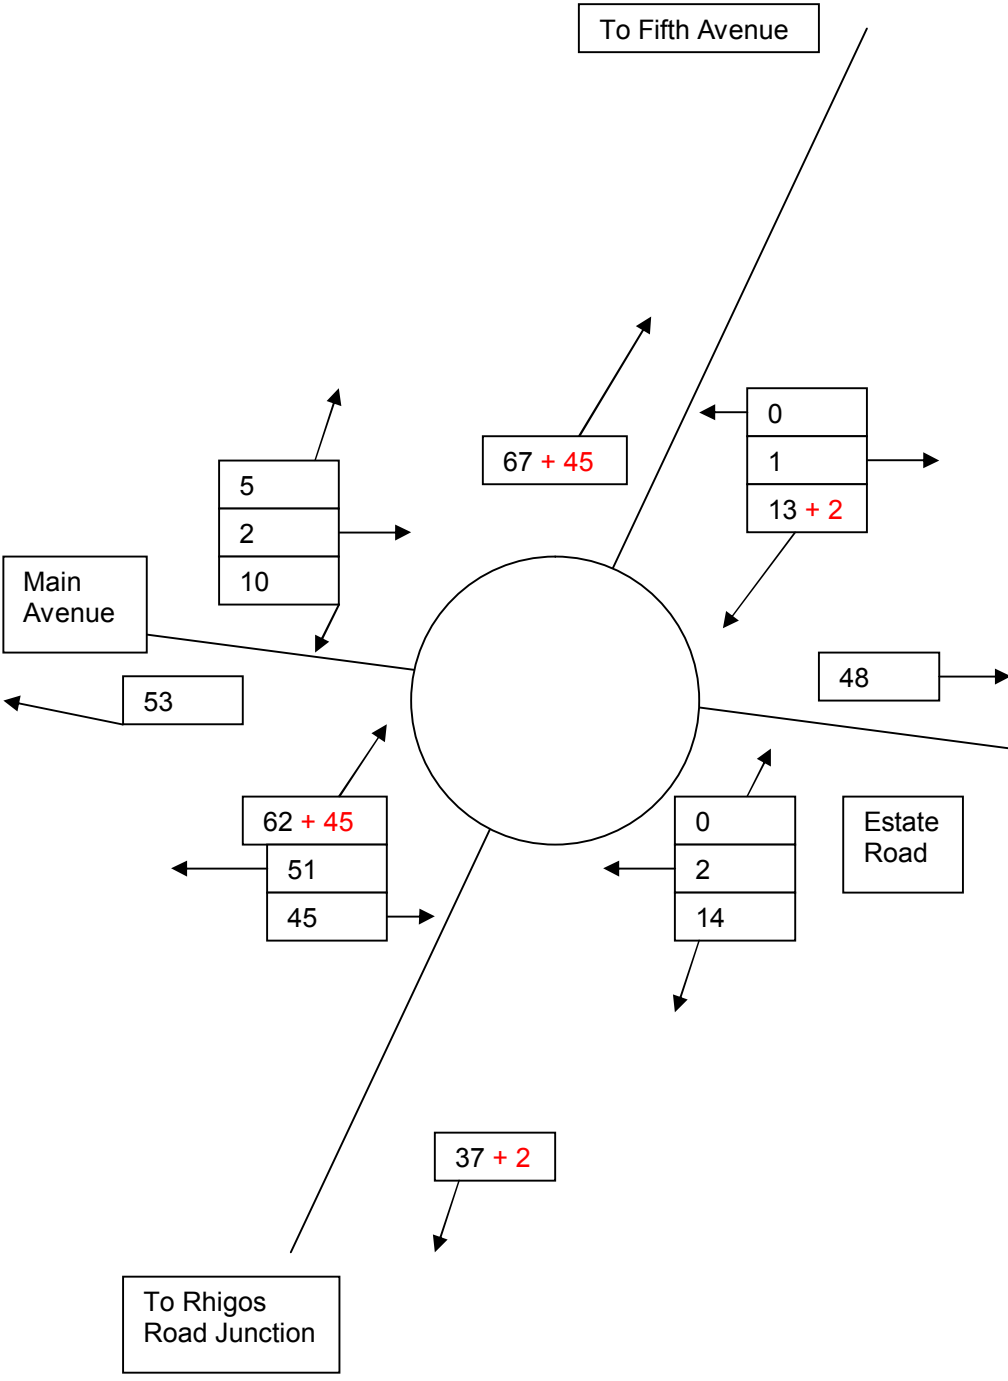 To Fifth Avenue
0
1
13 + 2
67 + 45
5
2
10
Main
Avenue
53
48
62 + 45
51
45
0
2
14
Estate
Road
37 + 2
To Rhigos
Road Junction